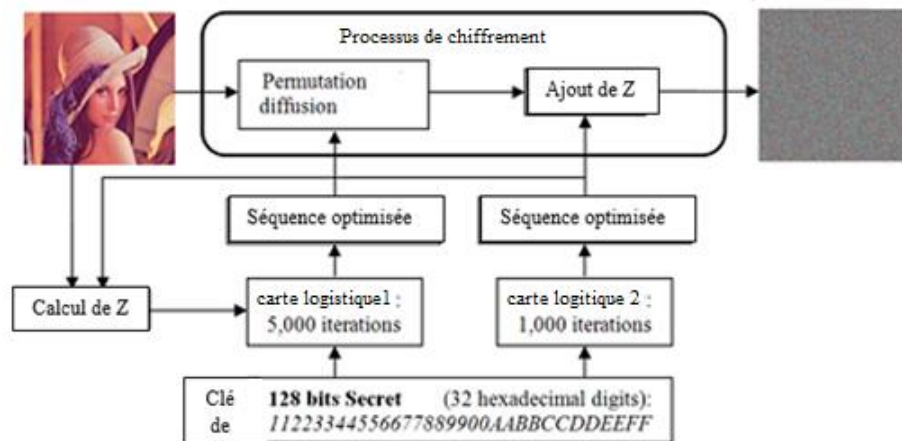 Processus de chiffrement
Permutation
diffusion
Ajout de Z
Séquence optimisée
Séquence optimisée
Calcul de Z
carte logistique1 :
5,000 iterations
carte logitique 2 :
1,000 iterations
Clé
de
128 bits Secret (32 hexadecimal digits):
11223344556677889900AABBCCDDEEFF